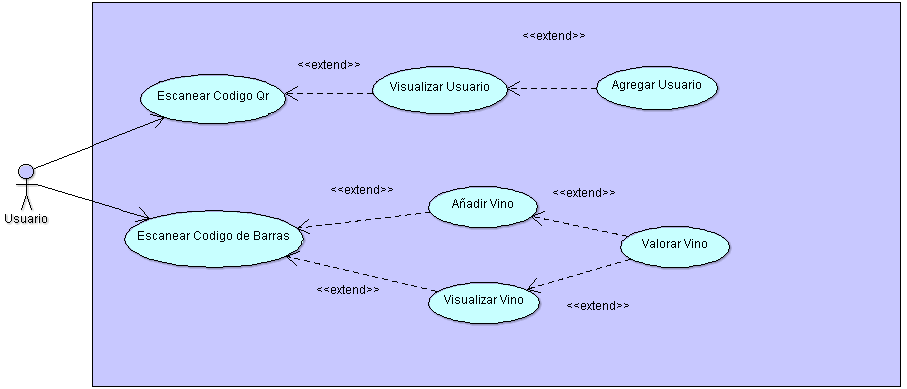 <<extend>>
<<extend>>
Escanear Codigo Qr
Visualizar Usuario
Agregar Usuario
Usuario
<<extend>>
<<extend>>
Añadir Vino
Escanear Codigo de Barras
Valorar Vino
<<extend>>
Visualizar Vino
<<extend>>